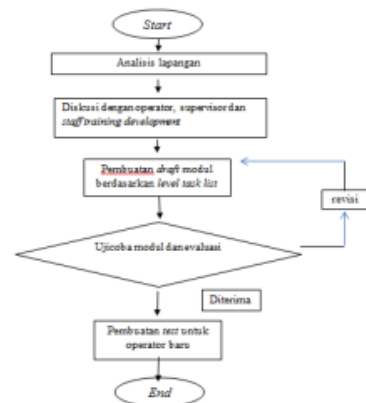 Start
Analisis lapangan
Diskusi dengan operator, supervisor dan
staff training development
Pembuatan draft modul
berdasarkan level task list
revisi
Ujicoba modul dan evaluasi
Diterima
Pembuatan test untuk
operator baru
End